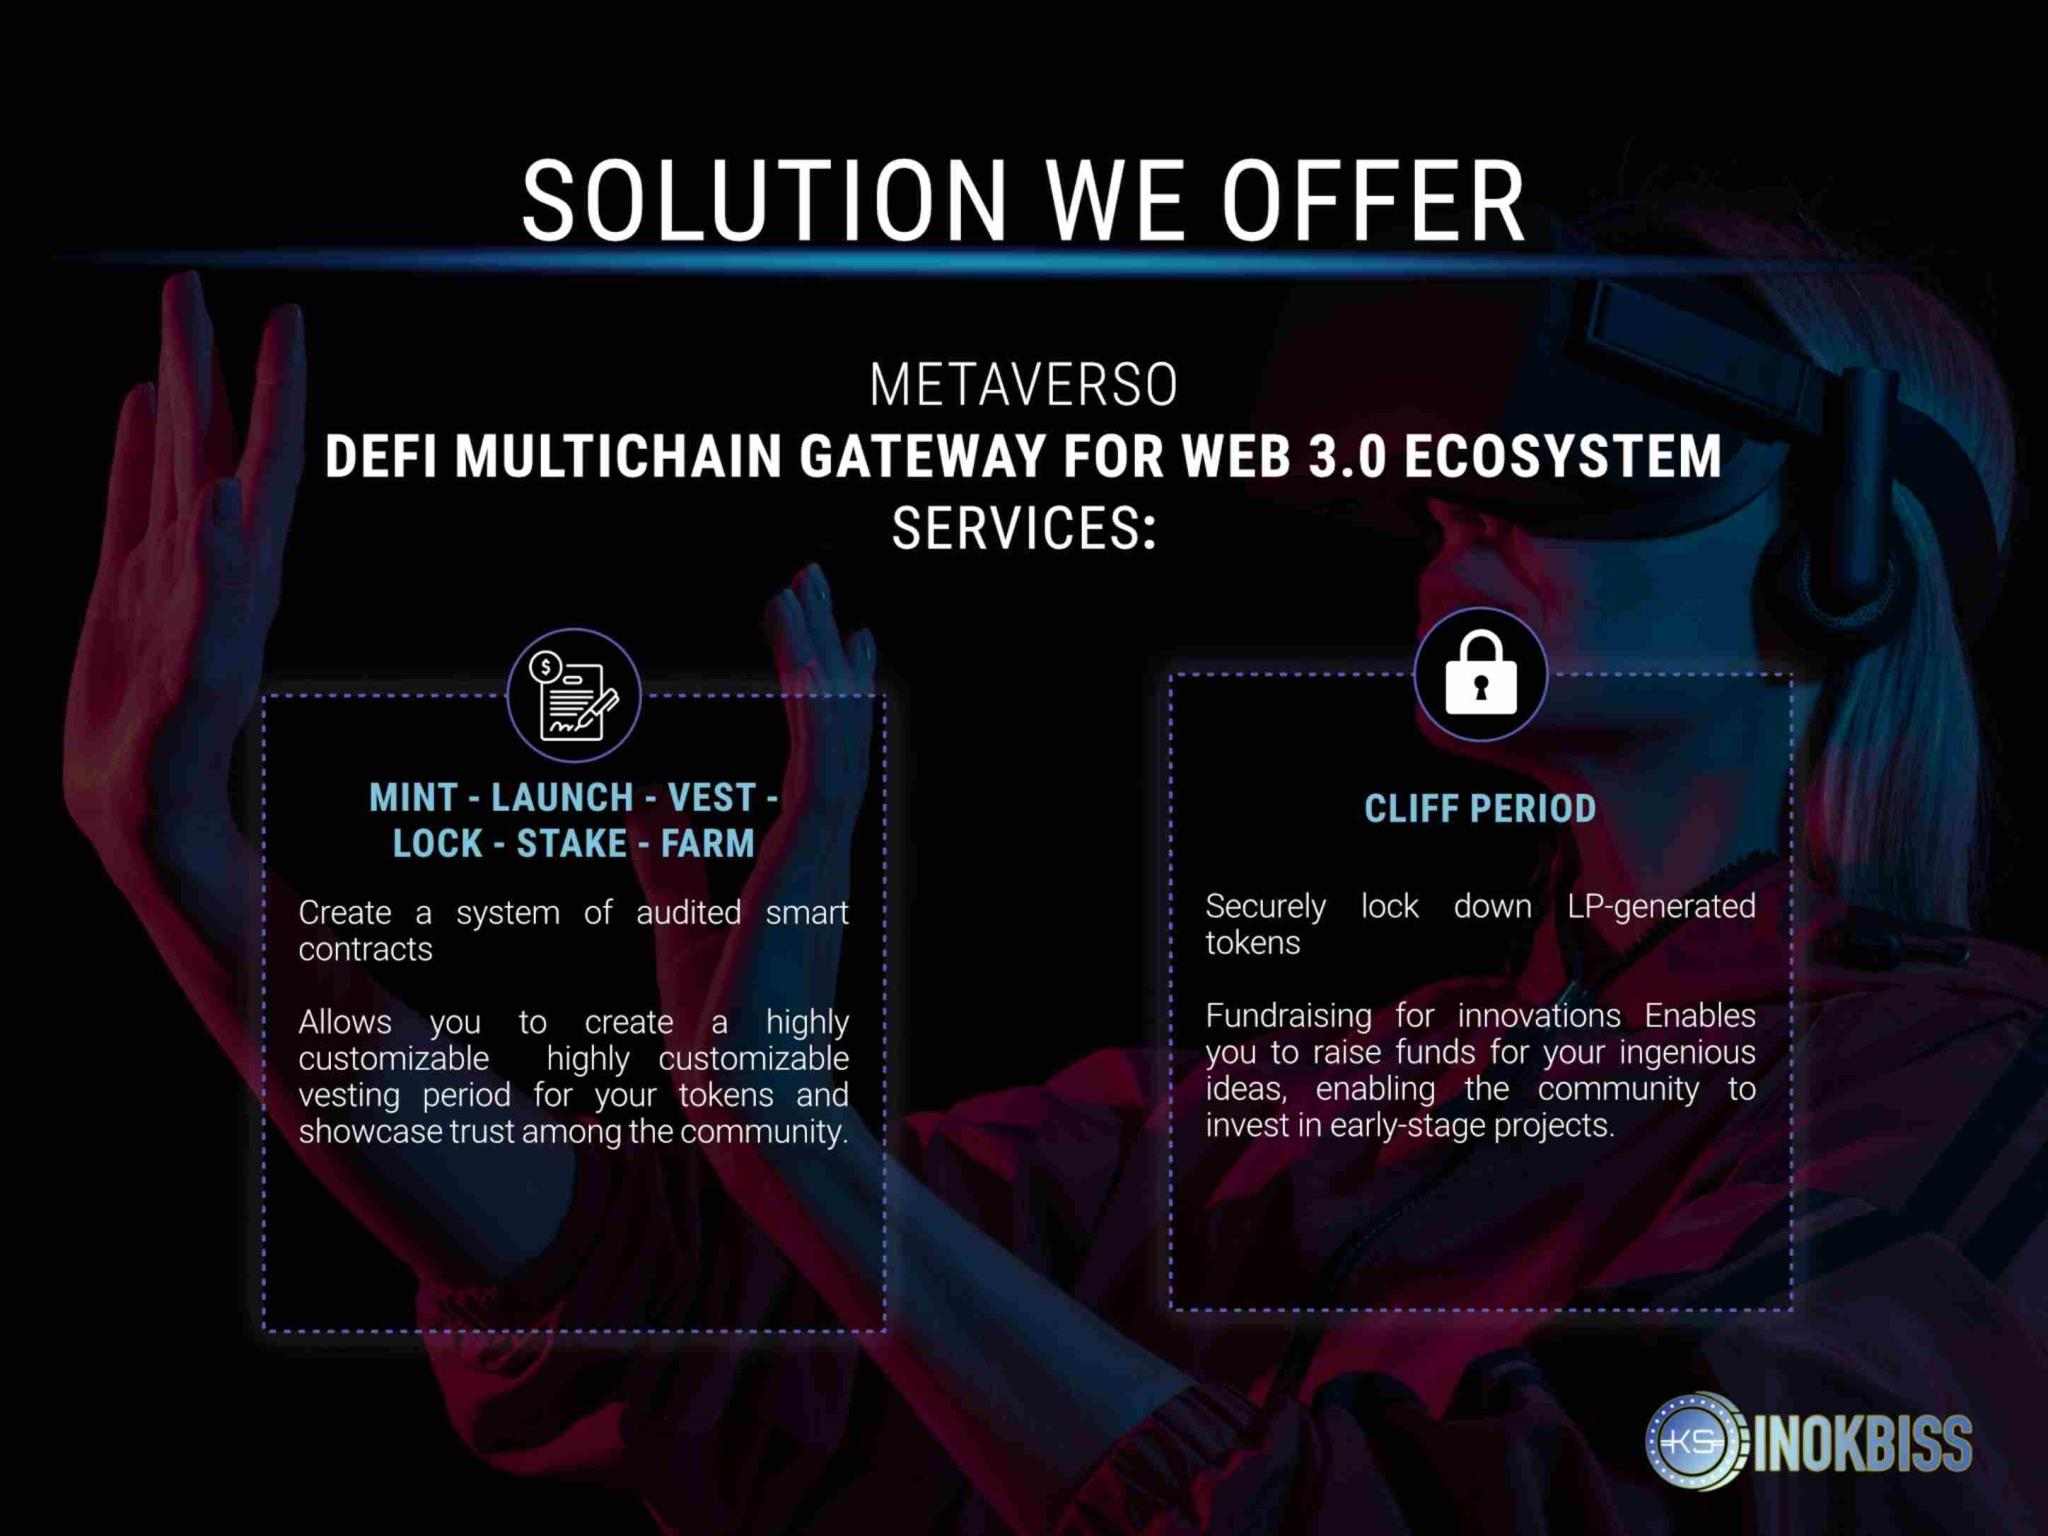 SOLUTION WE OFFER
METAVERSO
DEFI MULTICHAIN GATEWAY FOR WEB 3.0 ECOSYSTEM
SERVICES:
$
MINT - LAUNCH - VEST -
LOCK - STAKE - FARM
Create a system of audited smart
contracts
Allows you to create a highly
customizable highly customizable
vesting period for your tokens and
showcase trust among the community.
CLIFF PERIOD
Securely lock down LP-generated
tokens
Fundraising for innovations Enables
you to raise funds for your ingenious
ideas, enabling the community to
invest in early-stage projects.
KS INOKBISS